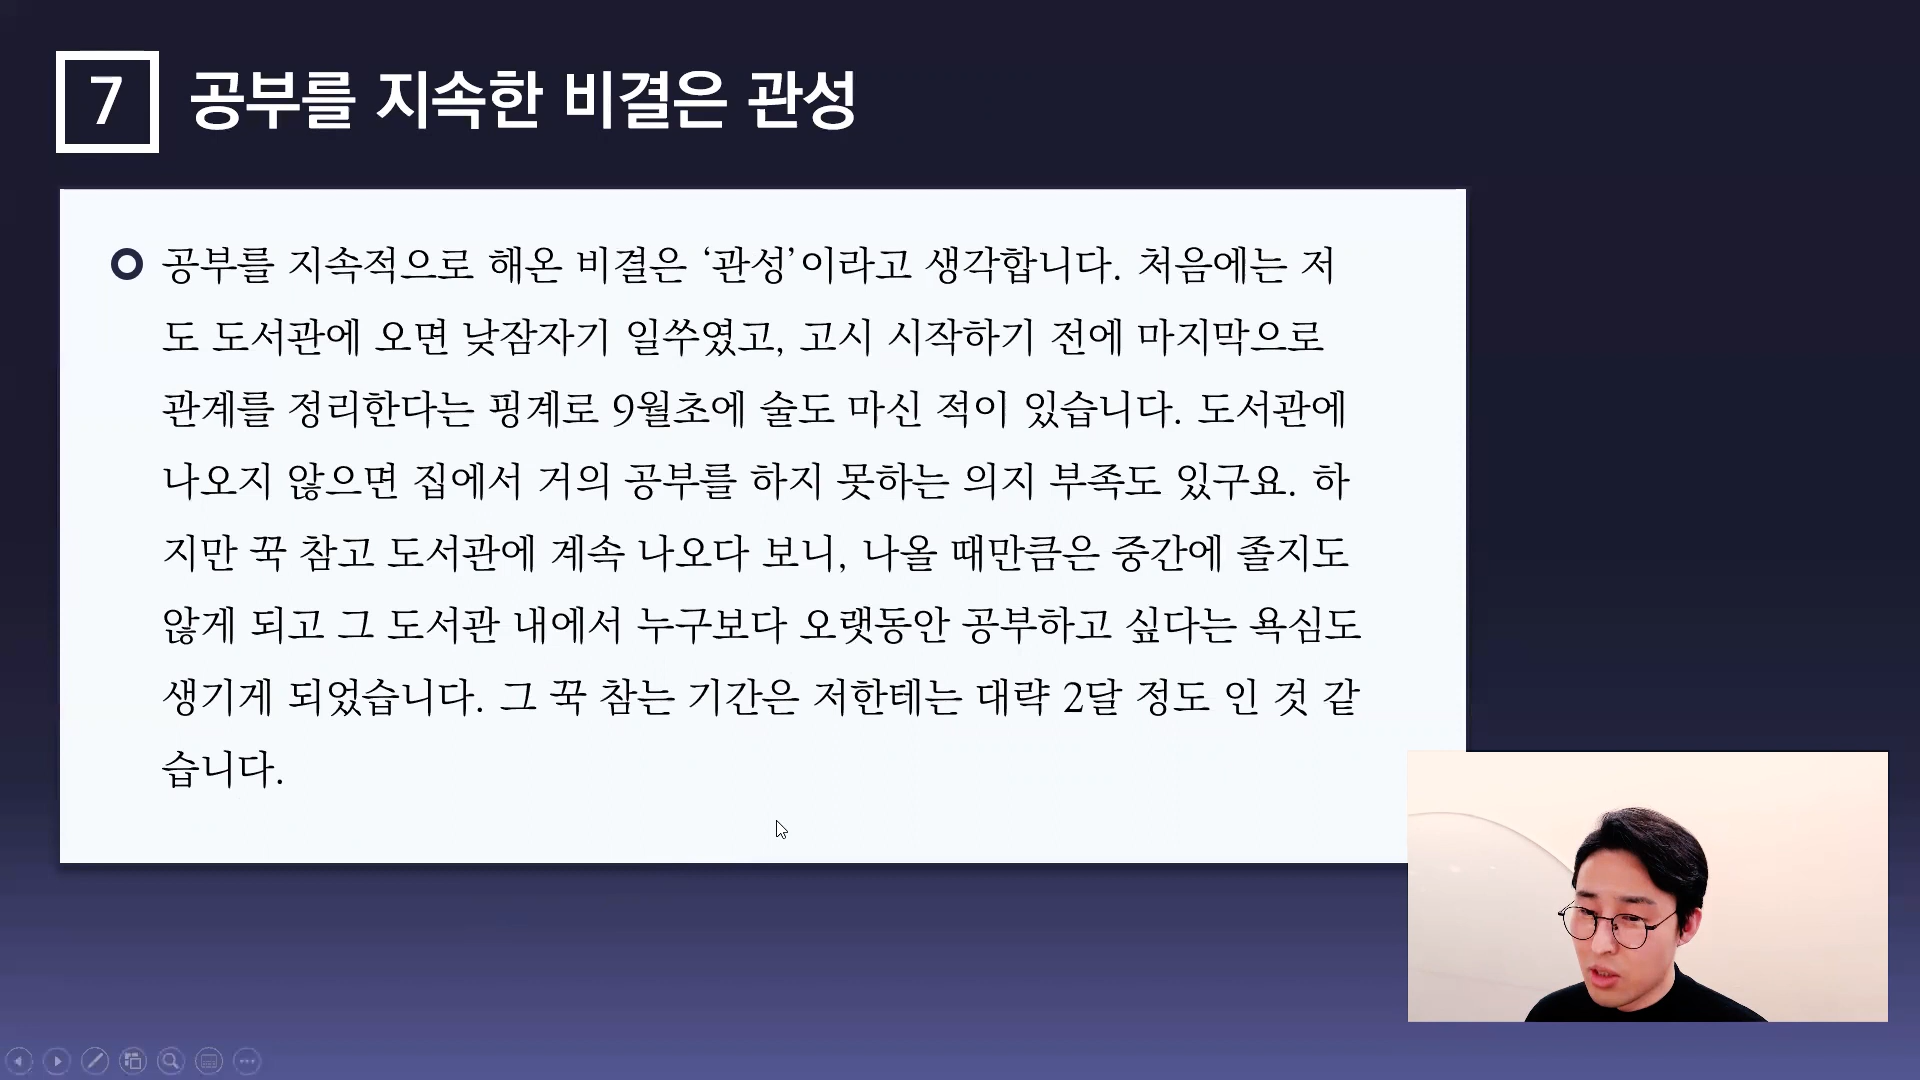 7 공부를 지속한 비결은 관성
공부를 지속적으로 해온 비결은 ‘관성’이라고 생각합니다. 처음에는 저
도 도서관에 오면 낮잠자기 일쑤였고, 고시 시작하기 전에 마지막으로
관계를 정리한다는 핑계로 9월초에 술도 마신 적이 있습니다. 도서관에
나오지 않으면 집에서 거의 공부를 하지 못하는 의지 부족도 있구요. 하
지만 꾹 참고 도서관에 계속 나오다 보니, 나올 때만큼은 중간에 졸지도
않게 되고 그 도서관 내에서 누구보다 오랫동안 공부하고 싶다는 욕심도
생기게 되었습니다. 그 꾹 참는 기간은 저한테는 대략 2달 정도 인 것 같
습니다.